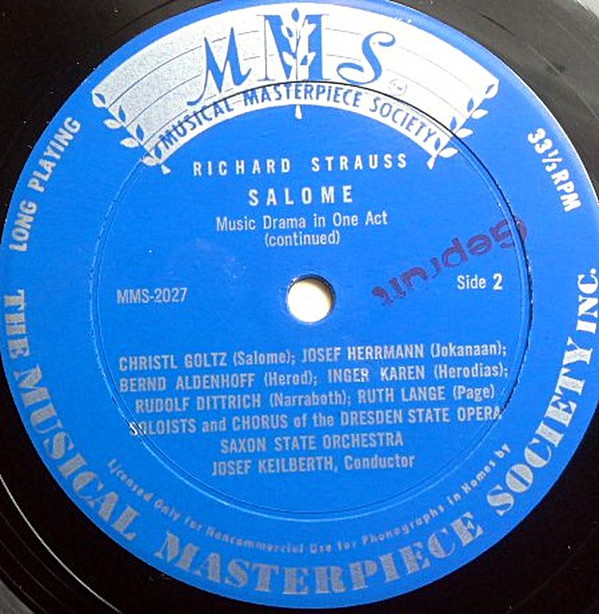 MMS
MUSICAL MASTERPIECE SOCIETY
LONG PLAYING
33⅓ RPM
RICHARD STRAUSS
SALOME
Music Drama in One Act
(continued)
Geprüft
MMS-2027
Side 2
CHRISTL GOLTZ (Salome); JOSEF HERRMANN (Jokanaan);
BERND ALDENHOFF (Herod); INGER KAREN (Herodias);
RUDOLF DITTRICH (Narraboth); RUTH LANGE (Page)
SOLOISTS and CHORUS of the DRESDEN STATE OPERA
SAXON STATE ORCHESTRA
JOSEF KEILBERTH, Conductor
Licensed Only for Noncommercial Use for Phonographs in Homes by
THE MUSICAL MASTERPIECE SOCIETY INC.